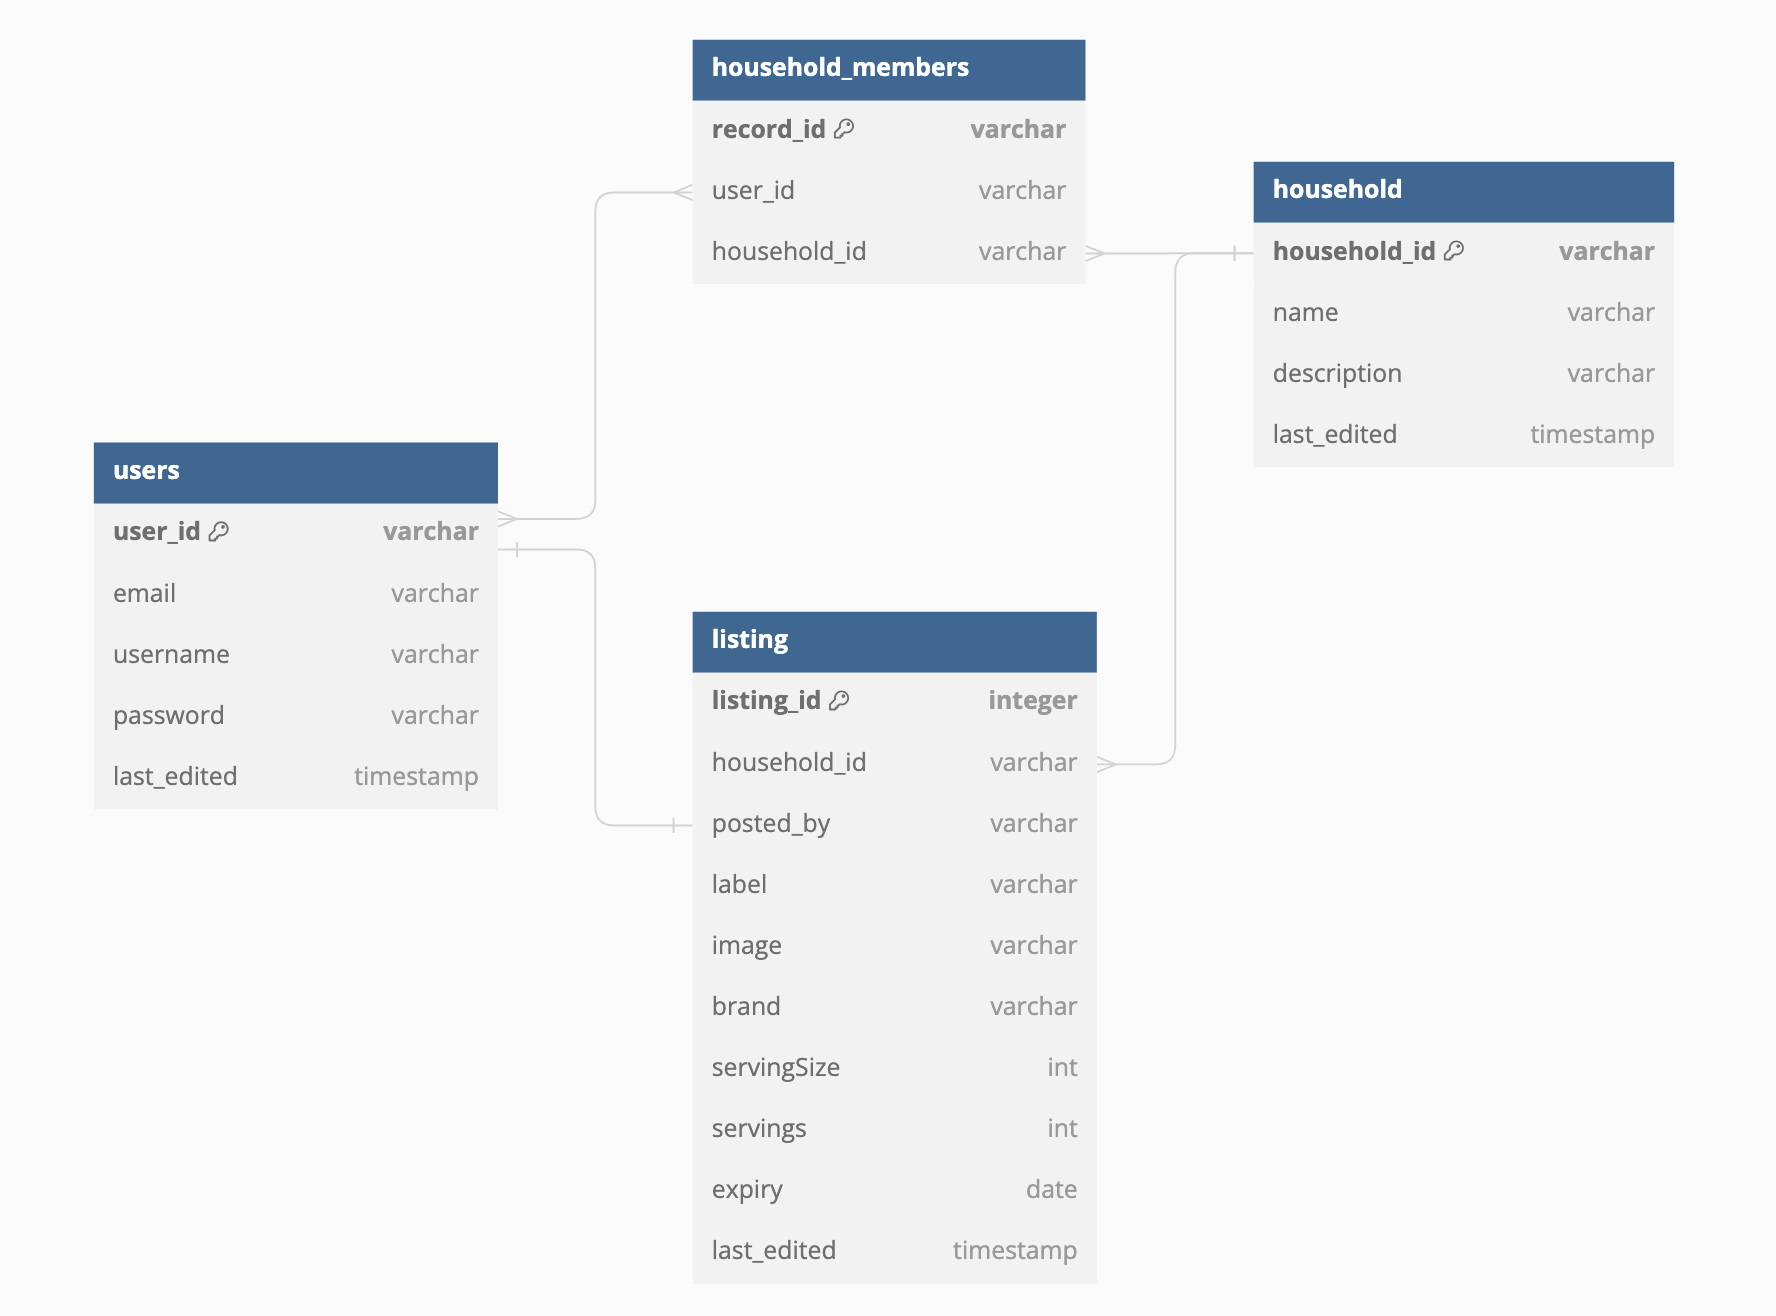 household_members
record_id varchar
user_id varchar
household_id varchar
household
household_id varchar
name varchar
description varchar
last_edited timestamp
users
user_id varchar
email varchar
username varchar
password varchar
last_edited timestamp
listing
listing_id integer
household_id varchar
posted_by varchar
label varchar
image varchar
brand varchar
servingSize int
servings int
expiry date
last_edited timestamp